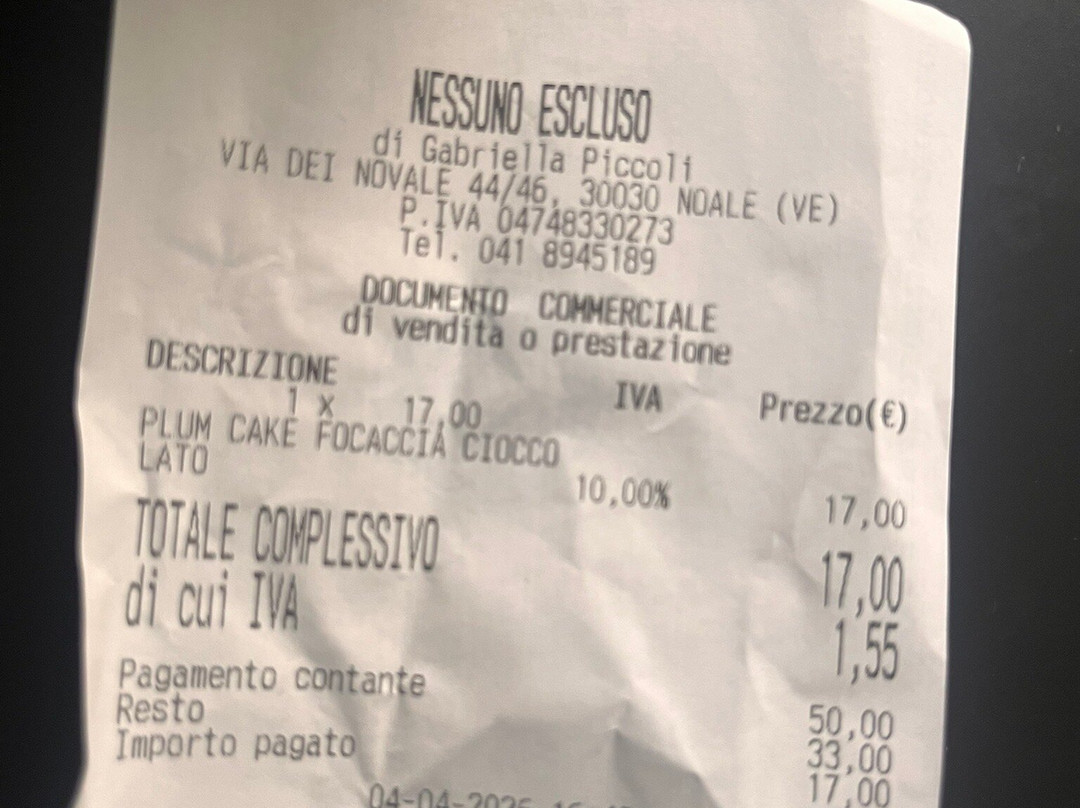 NESSUNO ESCLUSO
di Gabriella Piccoli
VIA DEI NOVALE 44/46, 30030 NOALE (VE)
P.IVA 04748330273
Tel. 041 8945189
DOCUMENTO COMMERCIALE
di vendita o prestazione
DESCRIZIONE IVA Prezzo(€)
1 x 17,00
PLUM CAKE FOCACCIA CIOCCO
LATO 10,00% 17,00
TOTALE COMPLESSIVO 17,00
di cui IVA 1,55
Pagamento contante 50,00
Resto 33,00
Importo pagato 17,00
04-04-2026